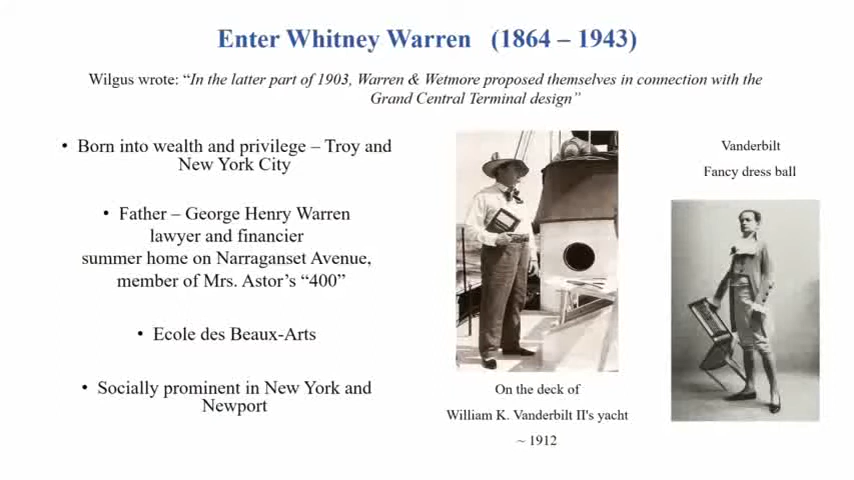 Enter Whitney Warren (1864 – 1943)
Wilgus wrote: “In the latter part of 1903, Warren & Wetmore proposed themselves in connection with the
Grand Central Terminal design”
• Born into wealth and privilege – Troy and
New York City
• Father – George Henry Warren
lawyer and financier
summer home on Narraganset Avenue,
member of Mrs. Astor’s “400”
• Ecole des Beaux-Arts
• Socially prominent in New York and
Newport
On the deck of
William K. Vanderbilt II's yacht
~ 1912
Vanderbilt
Fancy dress ball